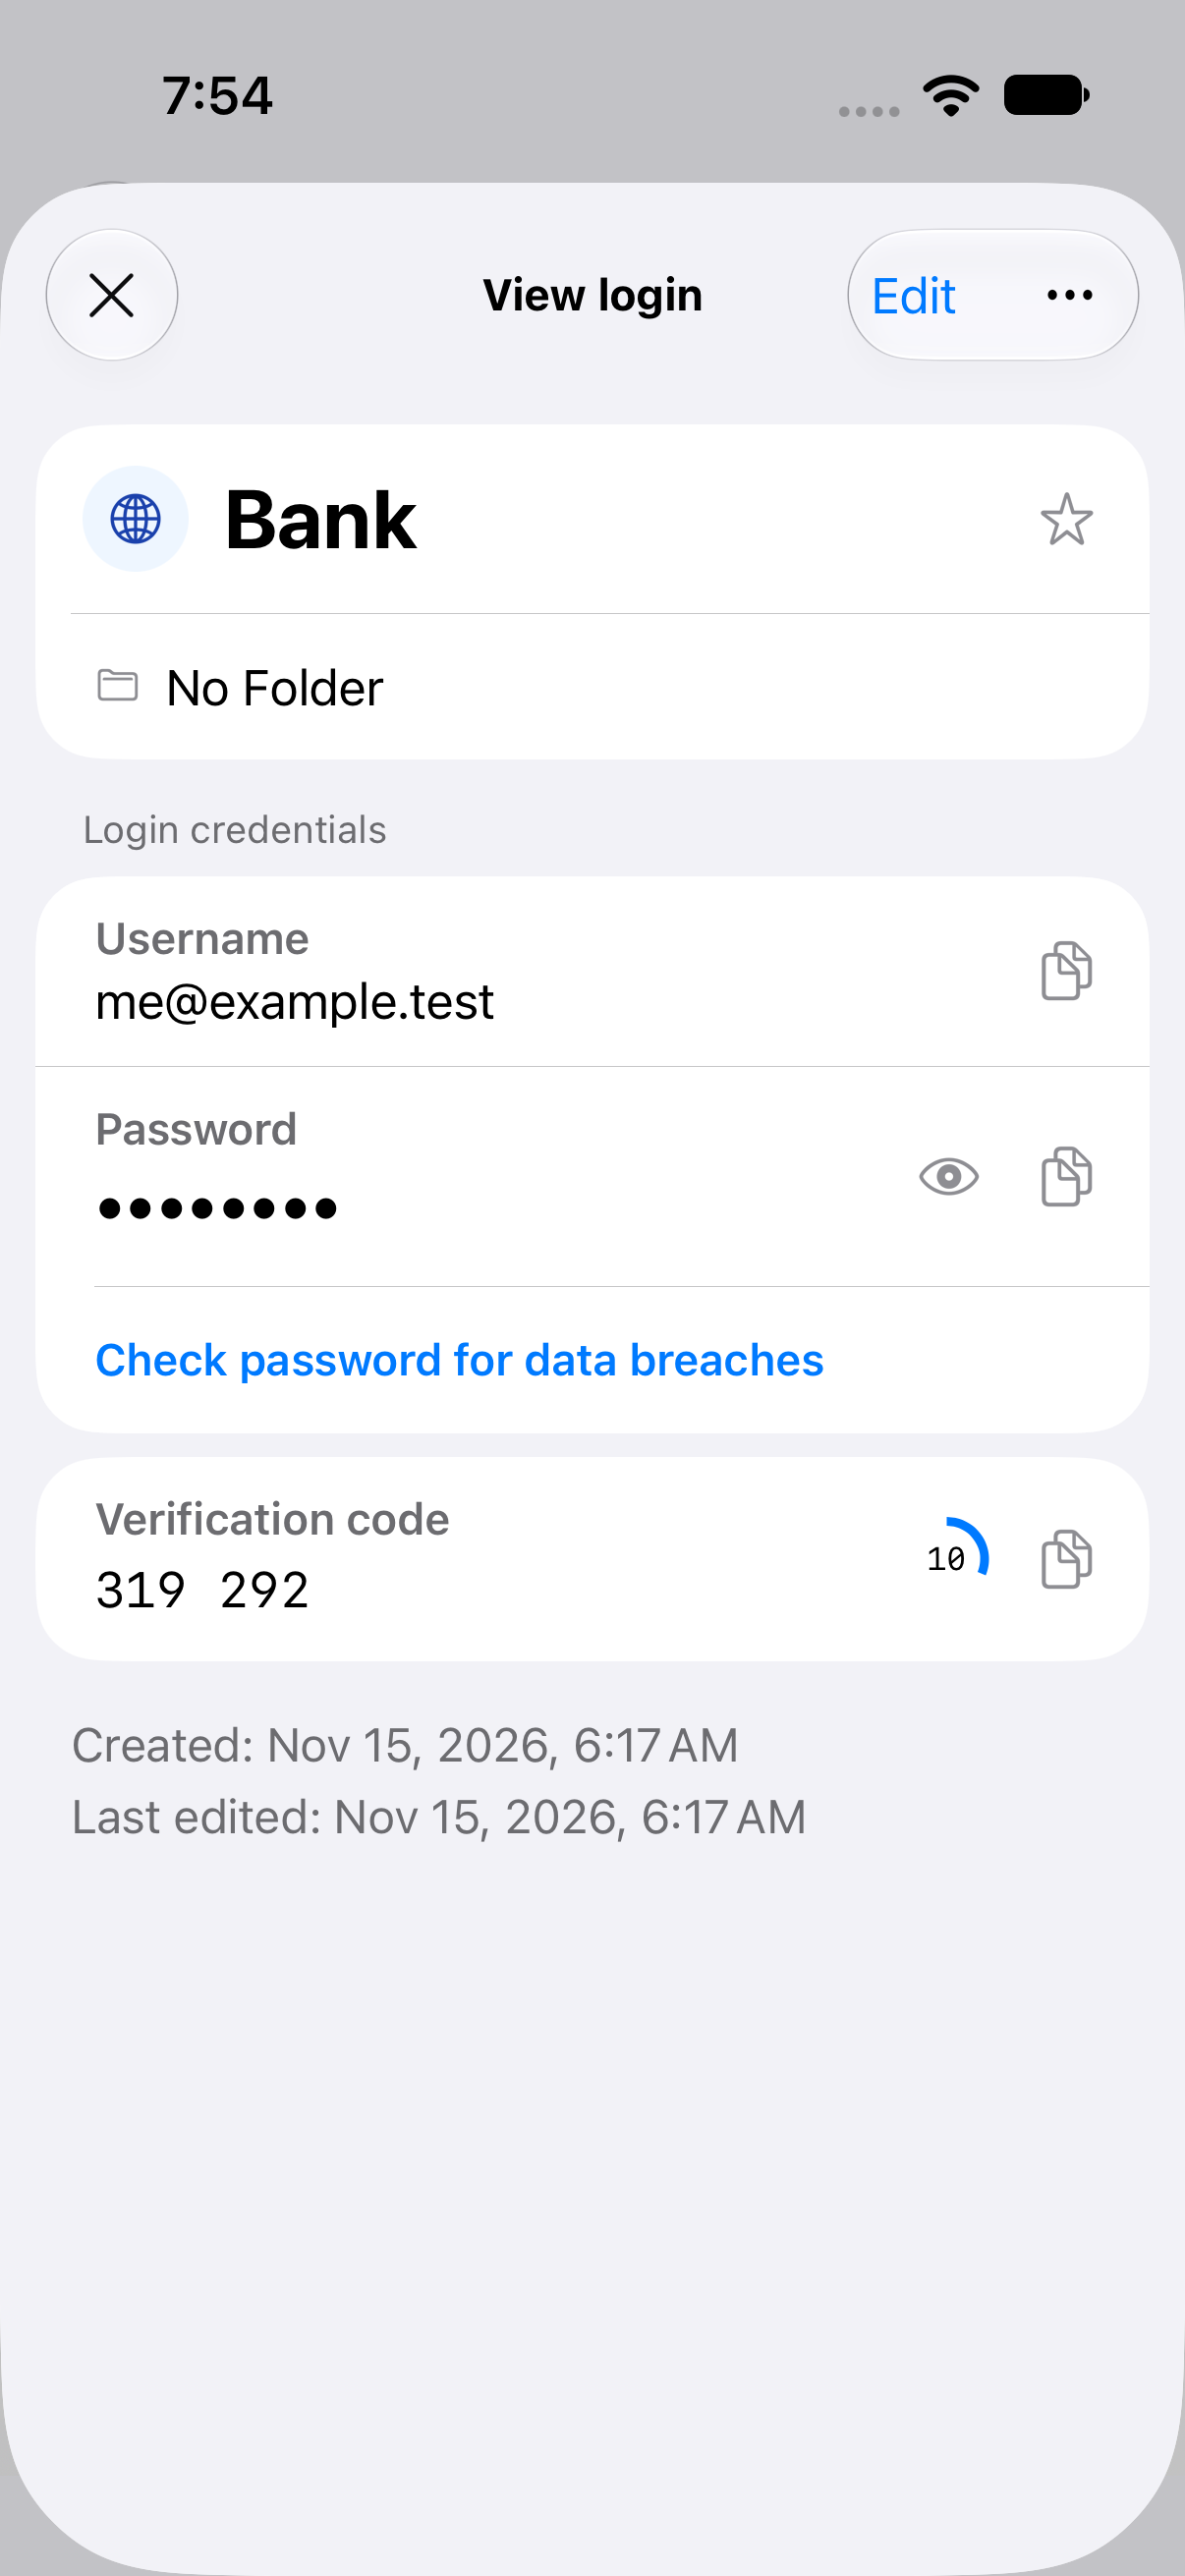 7:54
View login
Edit
Bank
No Folder
Login credentials
Username
me@example.test
Password
••••••••
Check password for data breaches
Verification code
319 292
10
Created: Nov 15, 2026, 6:17 AM
Last edited: Nov 15, 2026, 6:17 AM